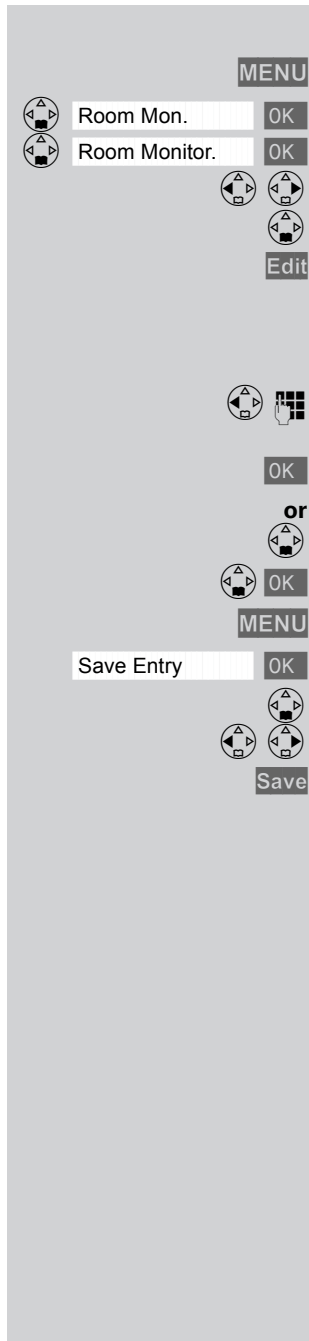 MENU
Room Mon. OK
Room Monitor. OK
Edit
OK
or
OK
MENU
Save Entry OK
Save